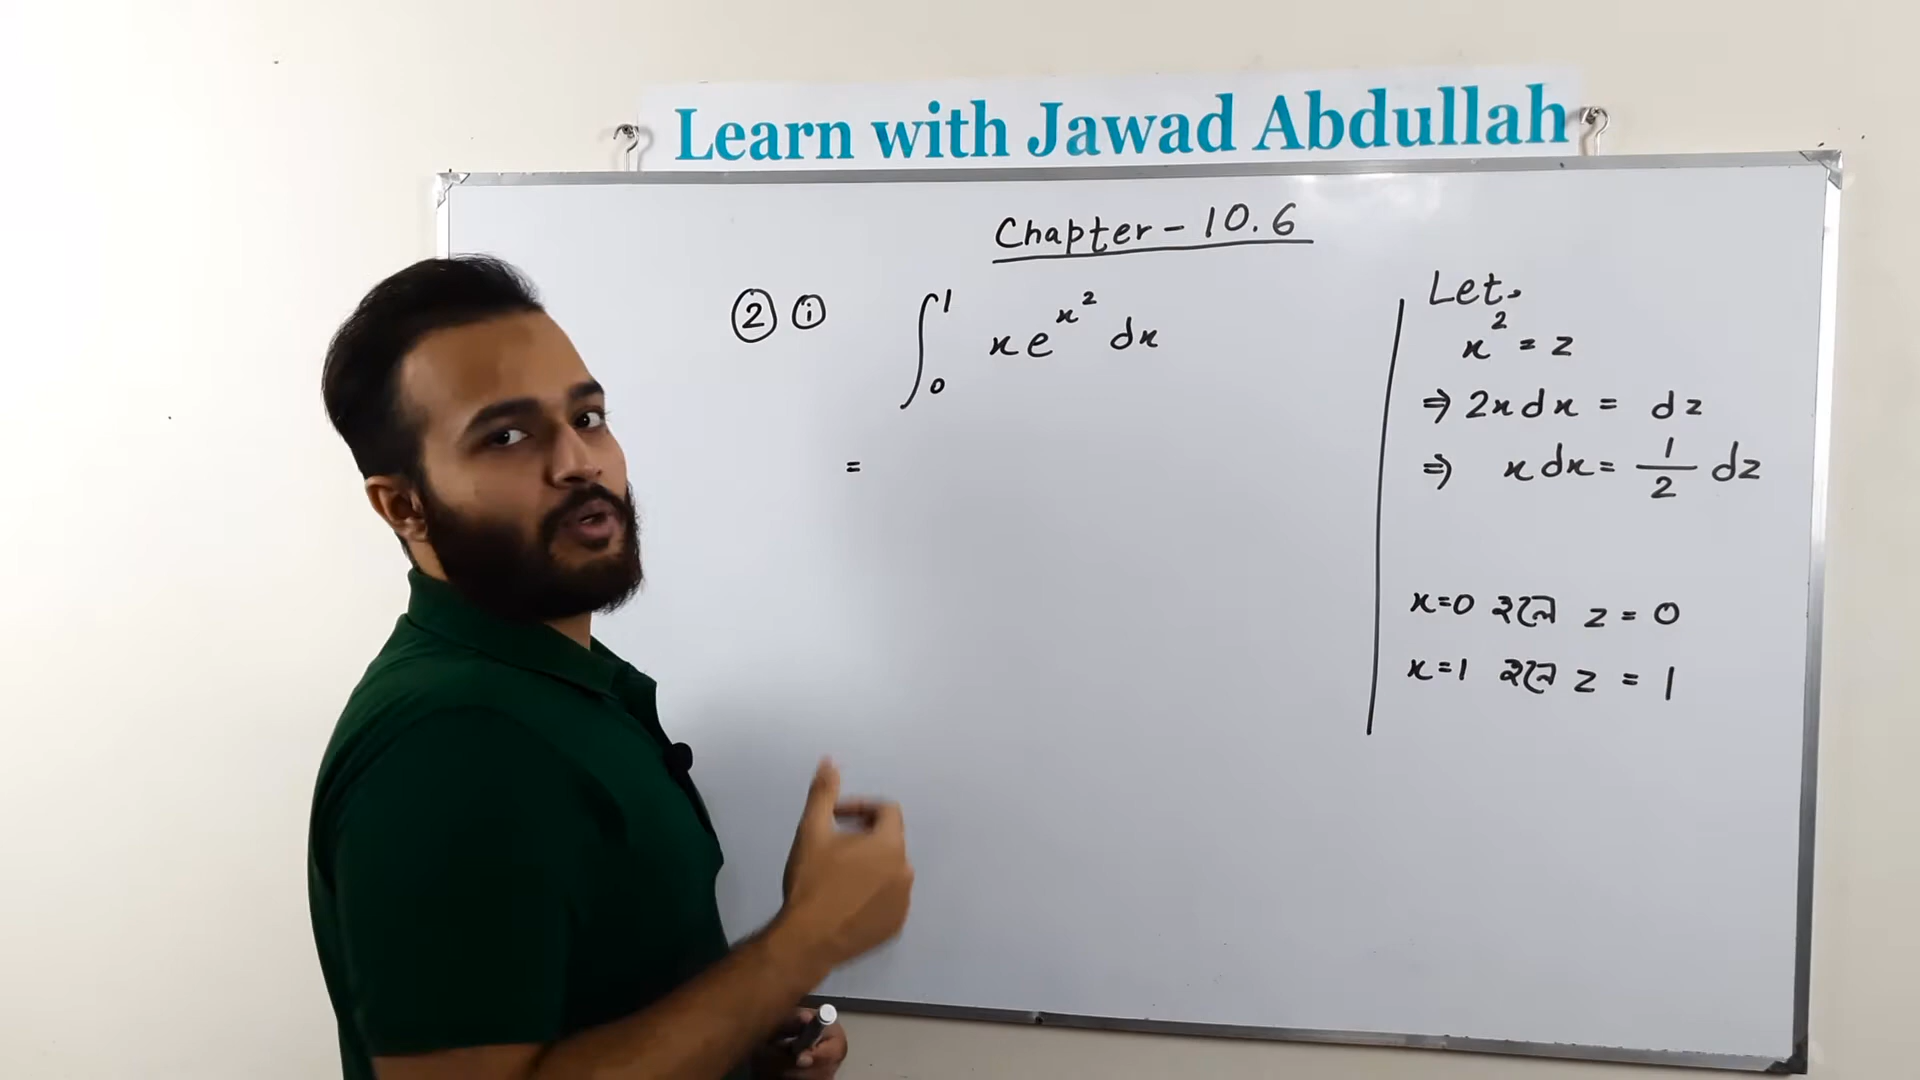 Learn with Jawad Abdullah
Chapter - 10.6
② ⓘ ∫₀¹ x e^{x²} dx
=
Let,
x² = z
⇒ 2x dx = dz
⇒ x dx = 1/2 dz
x=0 হলে z = 0
x=1 হলে z = 1